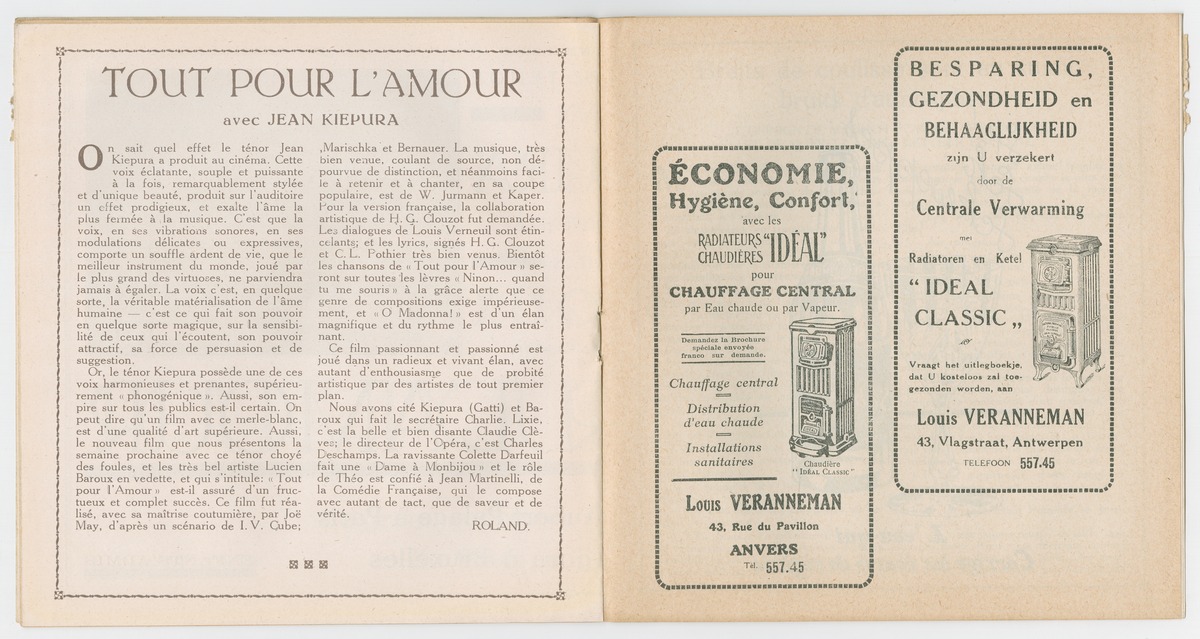 TOUT POUR L'AMOUR
avec JEAN KIEPURA
On sait quel effet le ténor Jean
Kiepura a produit au cinéma. Cette
voix éclatante, souple et puissante
à la fois, remarquablement stylée
et d'unique beauté, produit sur l'auditoire
un effet prodigieux, et exalte l'âme la
plus fermée à la musique. C'est que la
voix, en ses vibrations sonores, en ses
modulations délicates ou expressives,
comporte un souffle ardent de vie, que le
meilleur instrument du monde, joué par
le plus grand des virtuoses, ne parviendra
jamais à égaler. La voix c'est, en quelque
sorte, la véritable matérialisation de l'âme
humaine — c'est ce qui fait son pouvoir
en quelque sorte magique, sur la sensibi-
lité de ceux qui l'écoutent, son pouvoir
attractif, sa force de persuasion et de
suggestion.
Or, le ténor Kiepura possède une de ces
voix harmonieuses et prenantes, supérieu-
rement « phonogénique ». Aussi, son em-
pire sur tous les publics est-il certain. On
peut dire qu'un film avec ce merle-blanc,
est d'une qualité d'art supérieure. Aussi,
le nouveau film que nous présentons la
semaine prochaine avec ce ténor choyé
des foules, et les très bel artiste Lucien
Baroux en vedette, et qui s'intitule: « Tout
pour l'Amour » est-il assuré d'un fruc-
tueux et complet succès. Ce film fut réa-
lisé, avec sa maîtrise coutumière, par Joë
May, d'après un scénario de I. V. Cube;
Marischka et Bernauer. La musique, très
bien venue, coulant de source, non dé-
pourvue de distinction, et néanmoins faci-
le à retenir et à chanter, en sa coupe
populaire, est de W. Jurmann et Kaper.
Pour la version française, la collaboration
artistique de H. G. Clouzot fut demandée.
Les dialogues de Louis Verneuil sont étin-
celants; et les lyrics, signés H. G. Clouzot
et C. L. Pothier très bien venus. Bientôt
les chansons de « Tout pour l'Amour » se-
ront sur toutes les lèvres « Ninon... quand
tu me souris » à la grâce alerte que ce
genre de compositions exige impérieuse-
ment, et « O Madonna! » est d'un élan
magnifique et du rythme le plus entraî-
nant.
Ce film passionnant et passionné est
joué dans un radieux et vivant élan, avec
autant d'enthousiasme que de probité
artistique par des artistes de tout premier
plan.
Nous avons cité Kiepura (Gatti) et Ba-
roux qui fait le secrétaire Charlie. Lixie,
c'est la belle et bien disante Claudie Clè-
ves; le directeur de l'Opéra, c'est Charles
Deschamps. La ravissante Colette Darfeuil
fait une « Dame à Monbijou » et le rôle
de Théo est confié à Jean Martinelli, de
la Comédie Française, qui le compose
avec autant de tact, que de saveur et de
vérité.
ROLAND.
ÉCONOMIE,
Hygiène, Confort,
avec les
RADIATEURS
CHAUDIÈRES "IDÉAL"
pour
CHAUFFAGE CENTRAL
par Eau chaude ou par Vapeur.
Demandez la Brochure
spéciale envoyée
franco sur demande.
Chauffage central
Distribution
d'eau chaude
Installations
sanitaires
Chaudière
"IDÉAL CLASSIC"
Louis VERANNEMAN
43, Rue du Pavillon
ANVERS
Tél. 557.45
BESPARING,
GEZONDHEID en
BEHAAGLIJKHEID
zijn U verzekert
door de
Centrale Verwarming
met
Radiatoren en Ketel
"IDEAL
CLASSIC„
Vraagt het uitlegboekje,
dat U kosteloos zal toe-
gezonden worden, aan
Louis VERANNEMAN
43, Vlagstraat, Antwerpen
TELEFOON 557.45